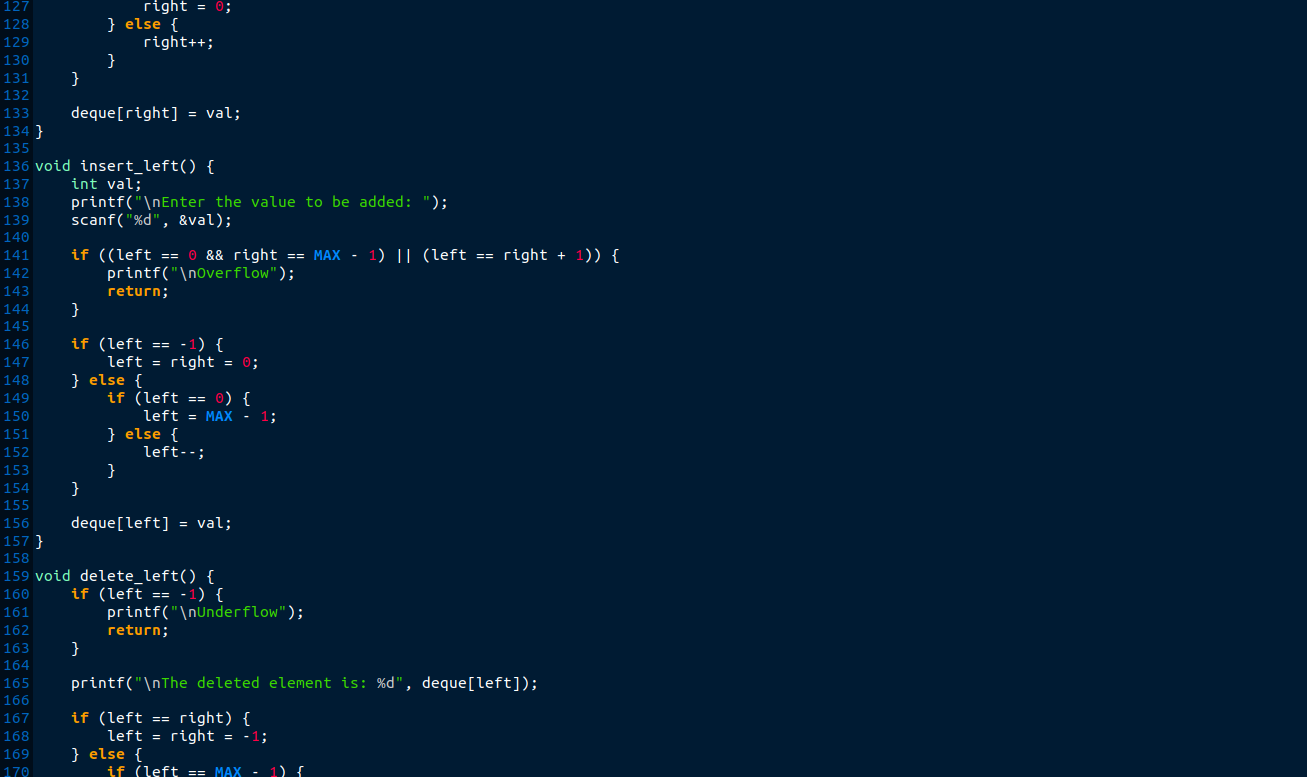 127             right = 0;
128         } else {
129             right++;
130         }
131     }
132
133     deque[right] = val;
134 }
135
136 void insert_left() {
137     int val;
138     printf("\nEnter the value to be added: ");
139     scanf("%d", &val);
140
141     if ((left == 0 && right == MAX - 1) || (left == right + 1)) {
142         printf("\nOverflow");
143         return;
144     }
145
146     if (left == -1) {
147         left = right = 0;
148     } else {
149         if (left == 0) {
150             left = MAX - 1;
151         } else {
152             left--;
153         }
154     }
155
156     deque[left] = val;
157 }
158
159 void delete_left() {
160     if (left == -1) {
161         printf("\nUnderflow");
162         return;
163     }
164
165     printf("\nThe deleted element is: %d", deque[left]);
166
167     if (left == right) {
168         left = right = -1;
169     } else {
170         if (left == MAX - 1) {